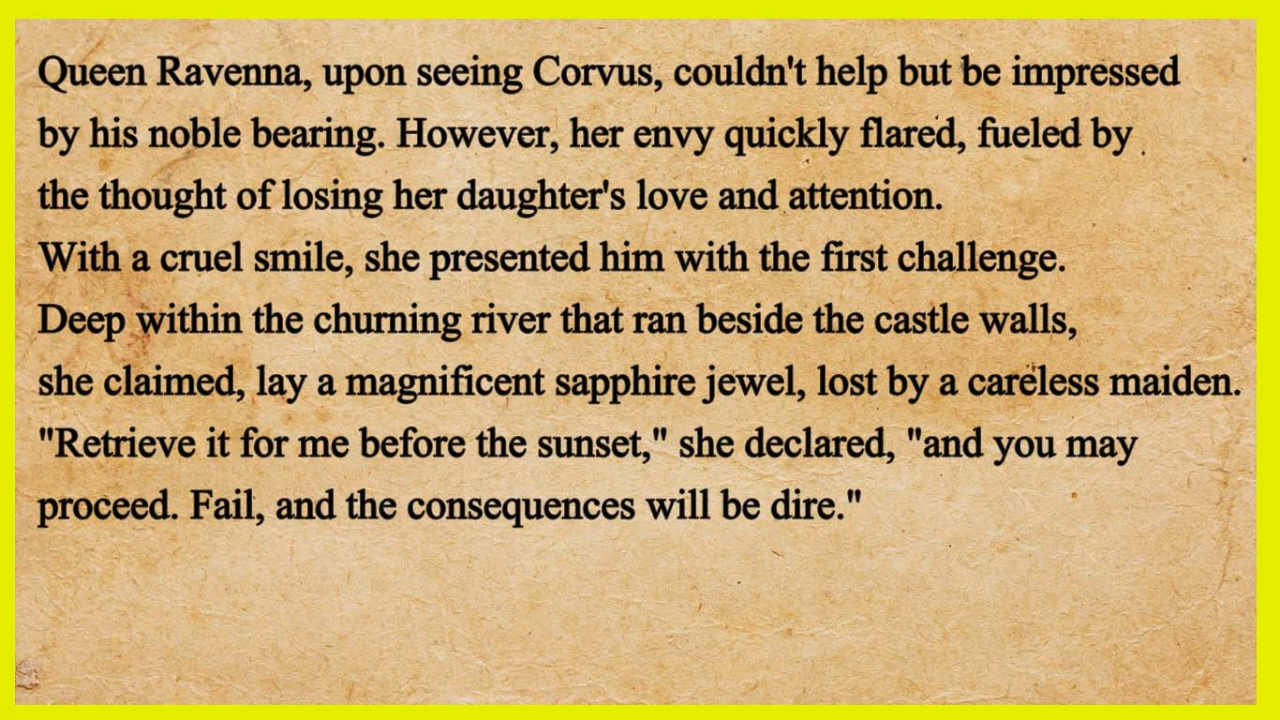 Queen Ravenna, upon seeing Corvus, couldn't help but be impressed
by his noble bearing. However, her envy quickly flared, fueled by
the thought of losing her daughter's love and attention.
With a cruel smile, she presented him with the first challenge.
Deep within the churning river that ran beside the castle walls,
she claimed, lay a magnificent sapphire jewel, lost by a careless maiden.
"Retrieve it for me before the sunset," she declared, "and you may
proceed. Fail, and the consequences will be dire."